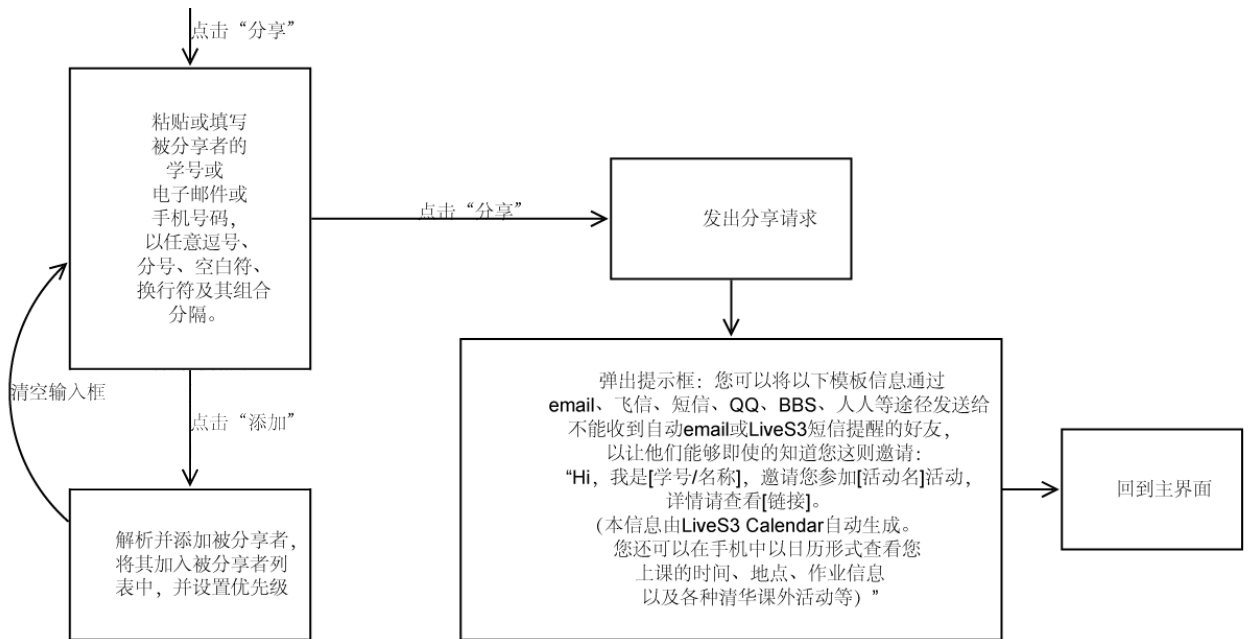 点击“分享”
粘贴或填写
被分享者的
学号或
电子邮件或
手机号码，
以任意逗号、
分号、空白符、
换行符及其组合
分隔。
点击“分享”
发出分享请求
清空输入框
点击“添加”
解析并添加被分享者，
将其加入被分享者列
表中，并设置优先级
弹出提示框：您可以将以下模板信息通过
email、飞信、短信、QQ、BBS、人人等途径发送给
不能收到自动email或LiveS3短信提醒的好友，
以让他们能够即使的知道您这则邀请：
“Hi，我是[学号/名称]，邀请您参加[活动名]活动，
详情请查看[链接]。
（本信息由LiveS3 Calendar自动生成。
您还可以在手机中以日历形式查看您
上课的时间、地点、作业信息
以及各种清华课外活动等）”
回到主界面